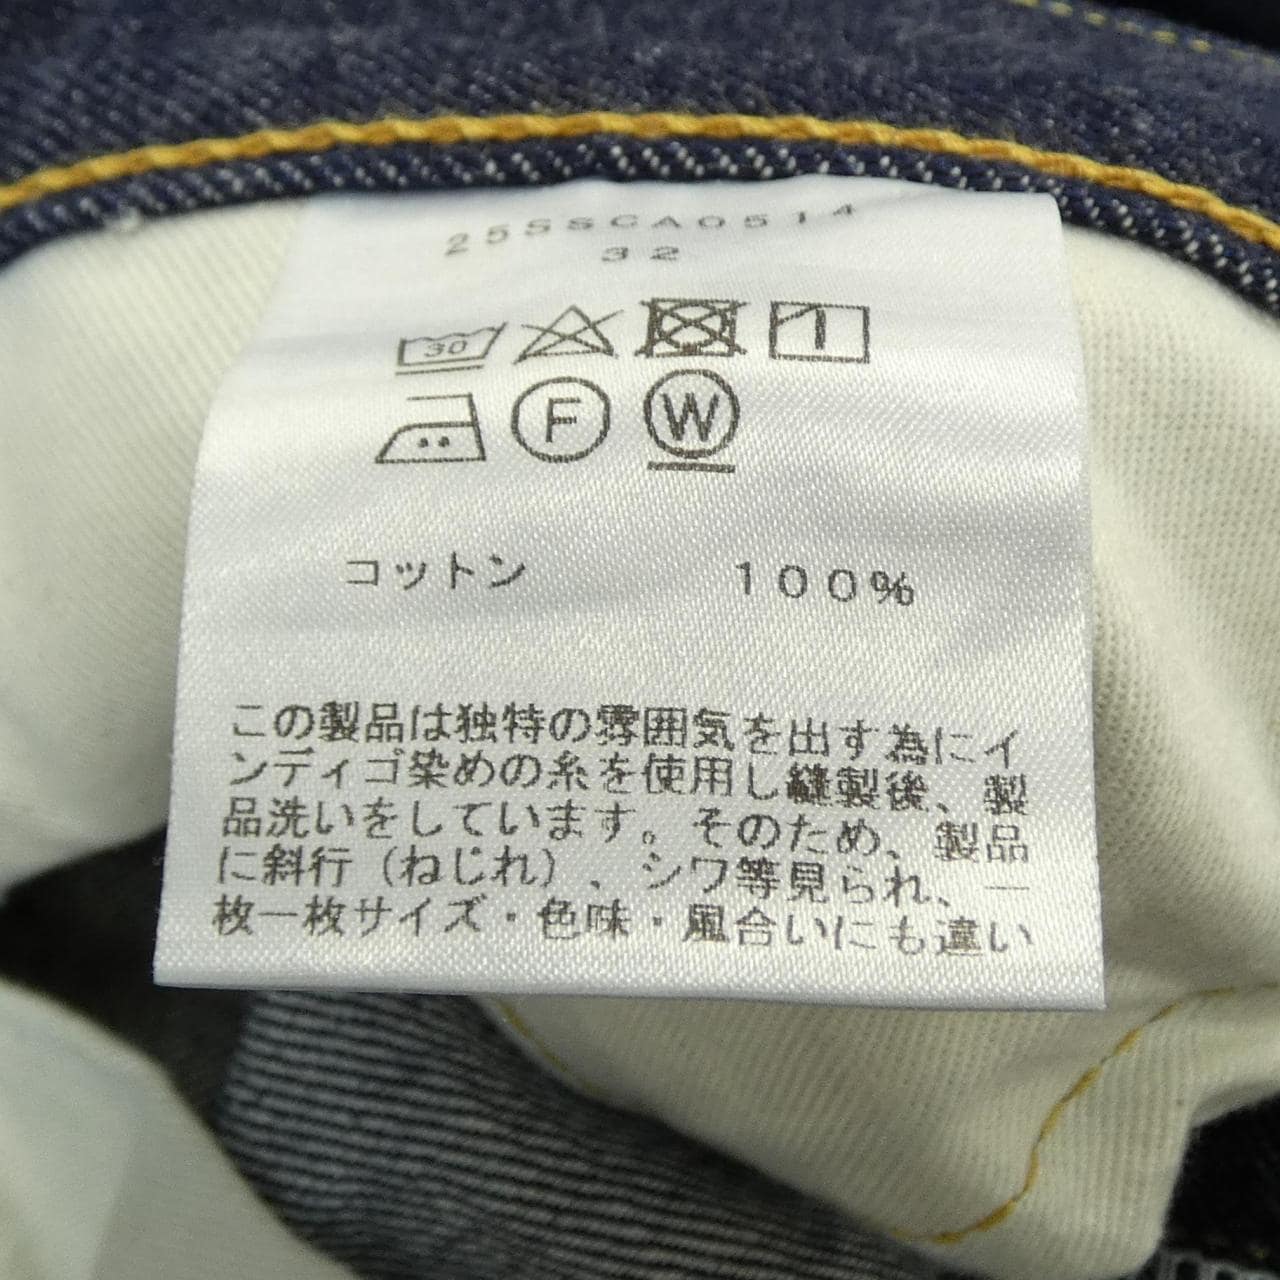 25SSCA0514
32
30
F W
コットン 100%
この製品は独特の雰囲気を出す為にイ
ンディゴ染めの糸を使用し縫製後、製
品洗いをしています。そのため、製品
に斜行（ねじれ）、シワ等見られ、一
枚一枚サイズ・色味・風合いにも違い